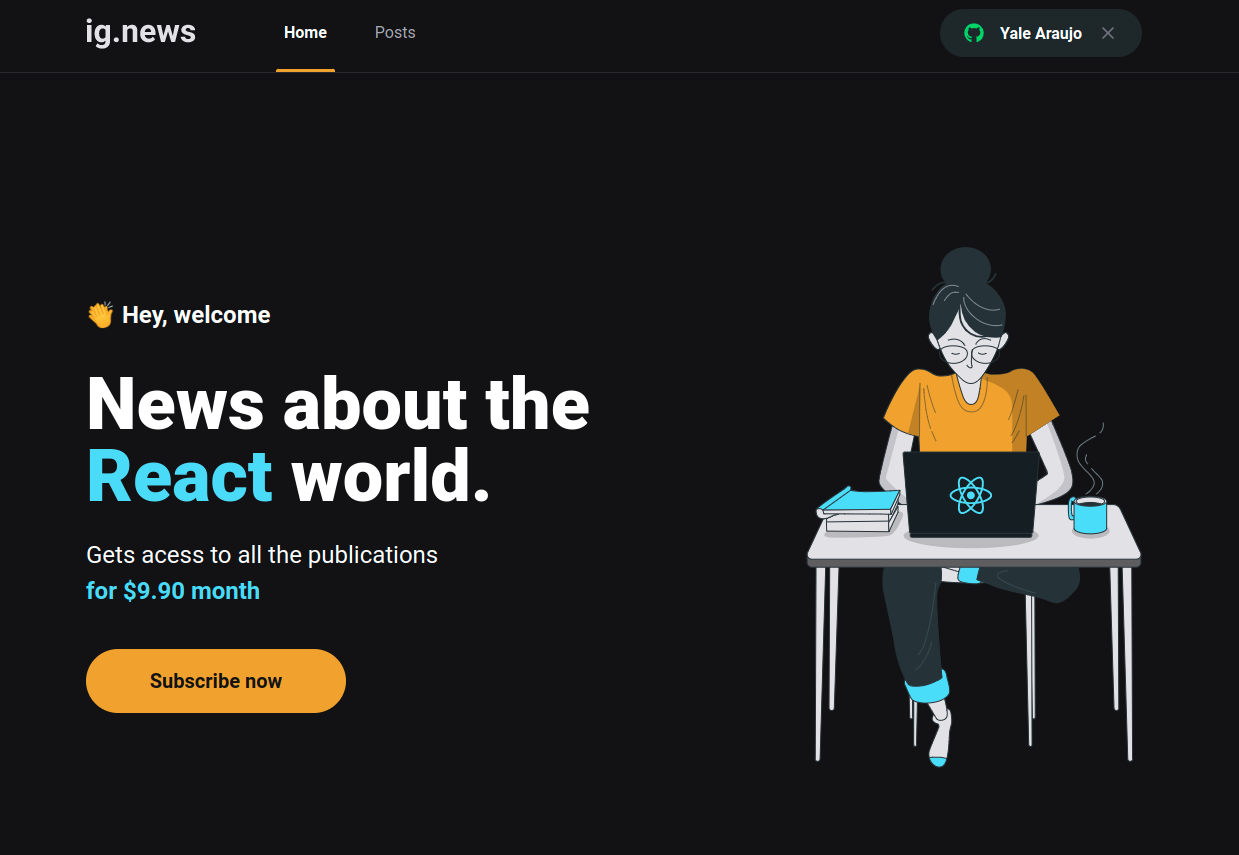 ig.news
Home
Posts
Yale Araujo
👏 Hey, welcome
News about the
React world.
Gets acess to all the publications
for $9.90 month
Subscribe now